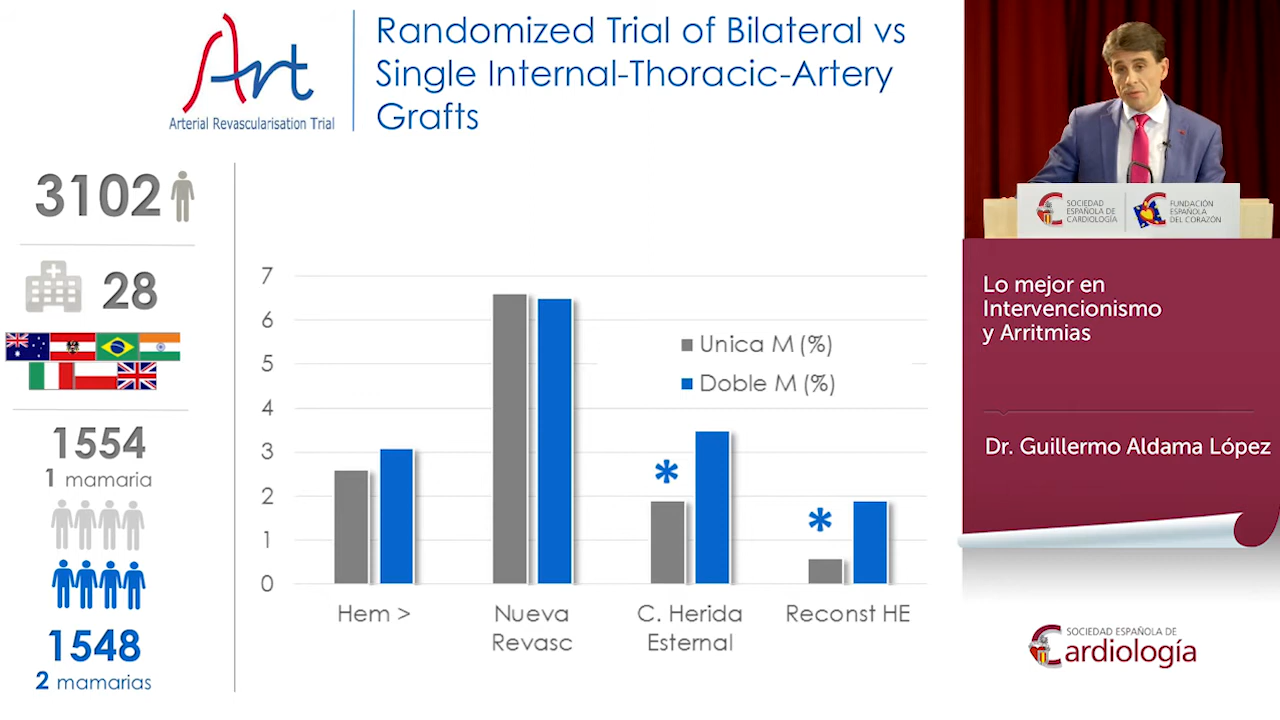 Art
Arterial Revascularisation Trial
Randomized Trial of Bilateral vs
Single Internal-Thoracic-Artery
Grafts
3102
28
1554
1 mamaria
1548
2 mamarias
7
6
5
4
3
2
1
0
Unica M (%)
Doble M (%)
*
*
Hem >
Nueva
Revasc
C. Herida
Esternal
Reconst HE
SOCIEDAD
ESPAÑOLA DE
CARDIOLOGÍA
FUNDACIÓN
ESPAÑOLA
DEL CORAZÓN
Lo mejor en
Intervencionismo
y Arritmias
Dr. Guillermo Aldama López
SOCIEDAD ESPAÑOLA DE
Cardiología